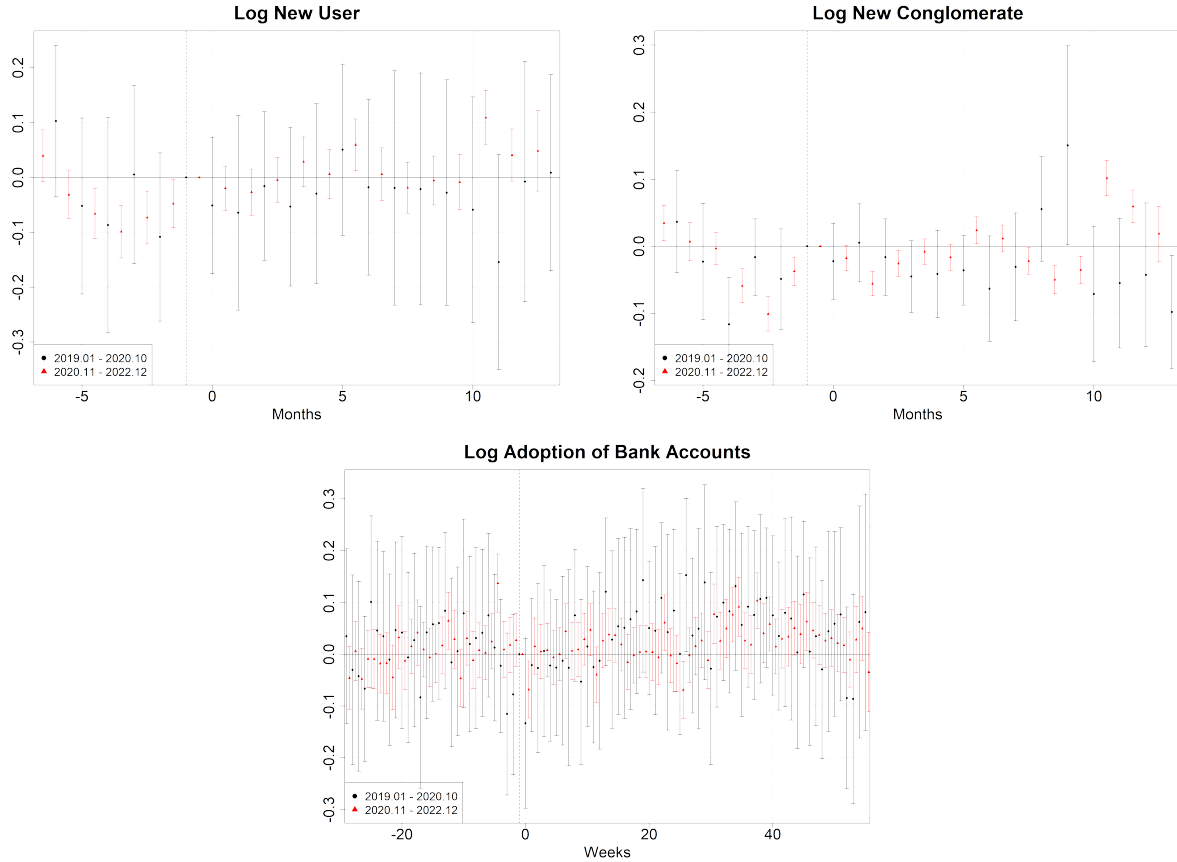 Log New User
0.2
0.1
0.0
-0.1
-0.2
-0.3
2019.01 - 2020.10
2020.11 - 2022.12
-5
0
5
10
Months
Log New Conglomerate
0.3
0.2
0.1
0.0
-0.1
-0.2
2019.01 - 2020.10
2020.11 - 2022.12
-5
0
5
10
Months
Log Adoption of Bank Accounts
0.3
0.2
0.1
0.0
-0.1
-0.2
-0.3
2019.01 - 2020.10
2020.11 - 2022.12
-20
0
20
40
Weeks